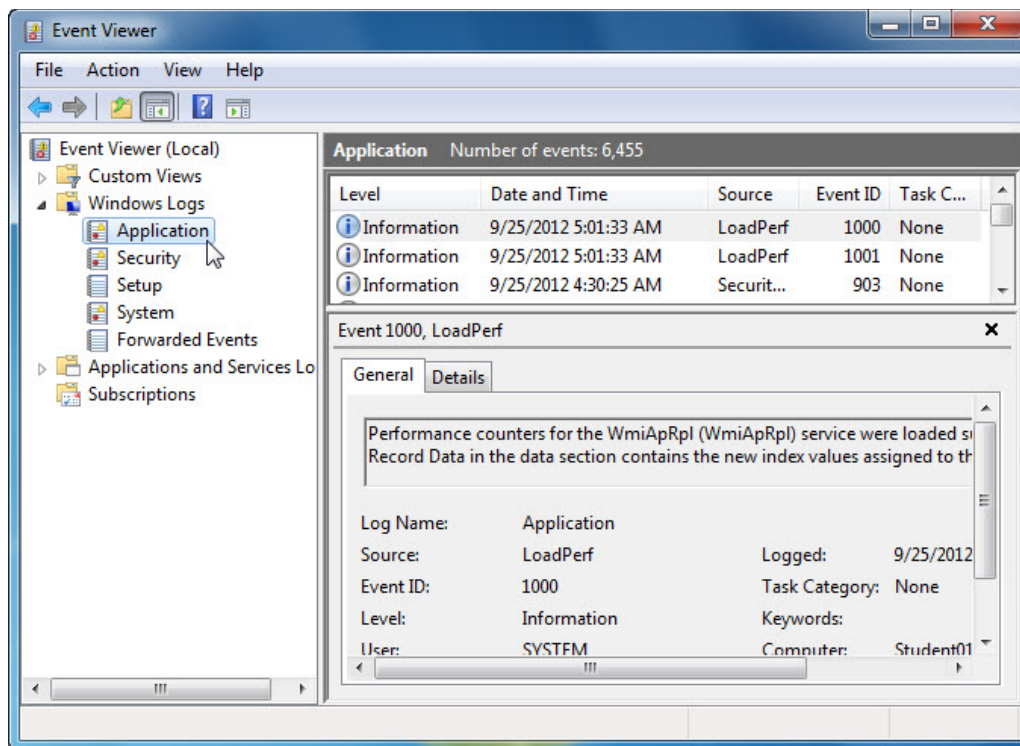 Event Viewer
File Action View Help
Event Viewer (Local)
Custom Views
Windows Logs
Application
Security
Setup
System
Forwarded Events
Applications and Services Lo
Subscriptions
Application Number of events: 6,455
Level Date and Time Source Event ID Task C...
Information 9/25/2012 5:01:33 AM LoadPerf 1000 None
Information 9/25/2012 5:01:33 AM LoadPerf 1001 None
Information 9/25/2012 4:30:25 AM Securit... 903 None
Event 1000, LoadPerf
General Details
Performance counters for the WmiApRpl (WmiApRpl) service were loaded
Record Data in the data section contains the new index values assigned to
Log Name: Application
Source: LoadPerf Logged: 9/25/2012
Event ID: 1000 Task Category: None
Level: Information Keywords:
User: SYSTEM Computer: Student01